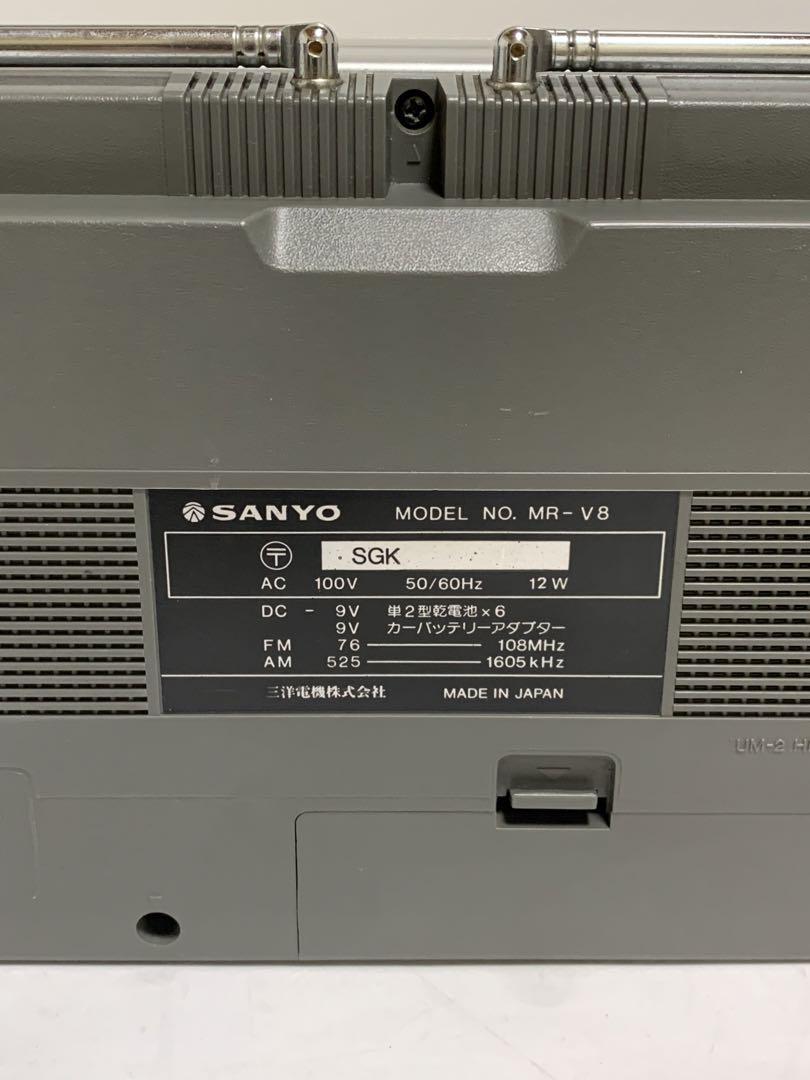 SANYO MODEL NO. MR-V8
〒 SGK
AC 100V 50/60Hz 12W
DC - 9V 単2型乾電池×6
9V カーバッテリーアダプター
FM 76 108MHz
AM 525 1605kHz
三洋電機株式会社 MADE IN JAPAN
UM-2